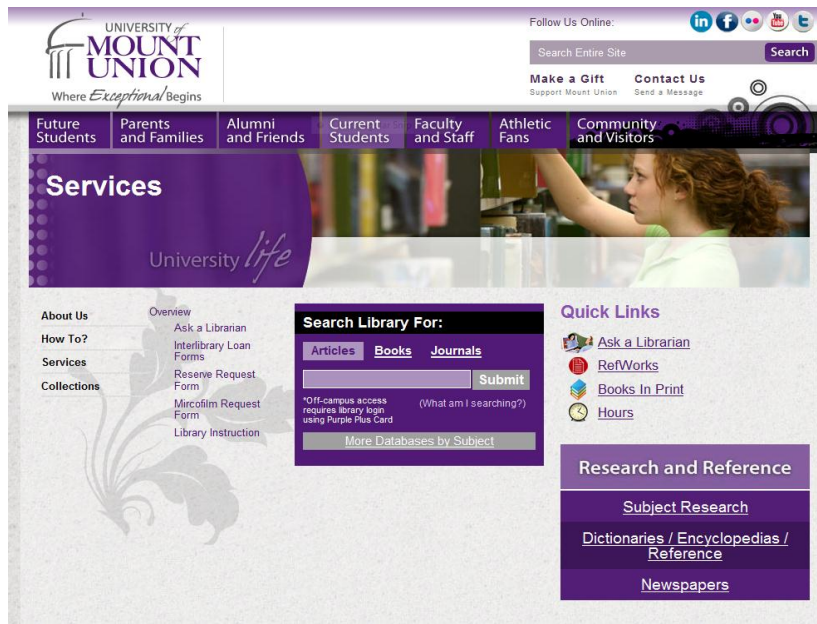 UNIVERSITY of
MOUNT
UNION
Where Exceptional Begins
Follow Us Online:
in f You Tube t
Search Entire Site
Search
Make a Gift
Support Mount Union
Contact Us
Send a Message
Future
Students
Parents
and Families
Alumni
and Friends
Current
Students
Faculty
and Staff
Athletic
Fans
Community
and Visitors
Services
University life
About Us
How To?
Services
Collections
Overview
Ask a Librarian
Interlibrary Loan
Forms
Reserve Request
Form
Mircofilm Request
Form
Library Instruction
Search Library For:
Articles Books Journals
Submit
*Off-campus access
requires library login
using Purple Plus Card
(What am I searching?)
More Databases by Subject
Quick Links
Ask a Librarian
RefWorks
Books In Print
Hours
Research and Reference
Subject Research
Dictionaries / Encyclopedias /
Reference
Newspapers